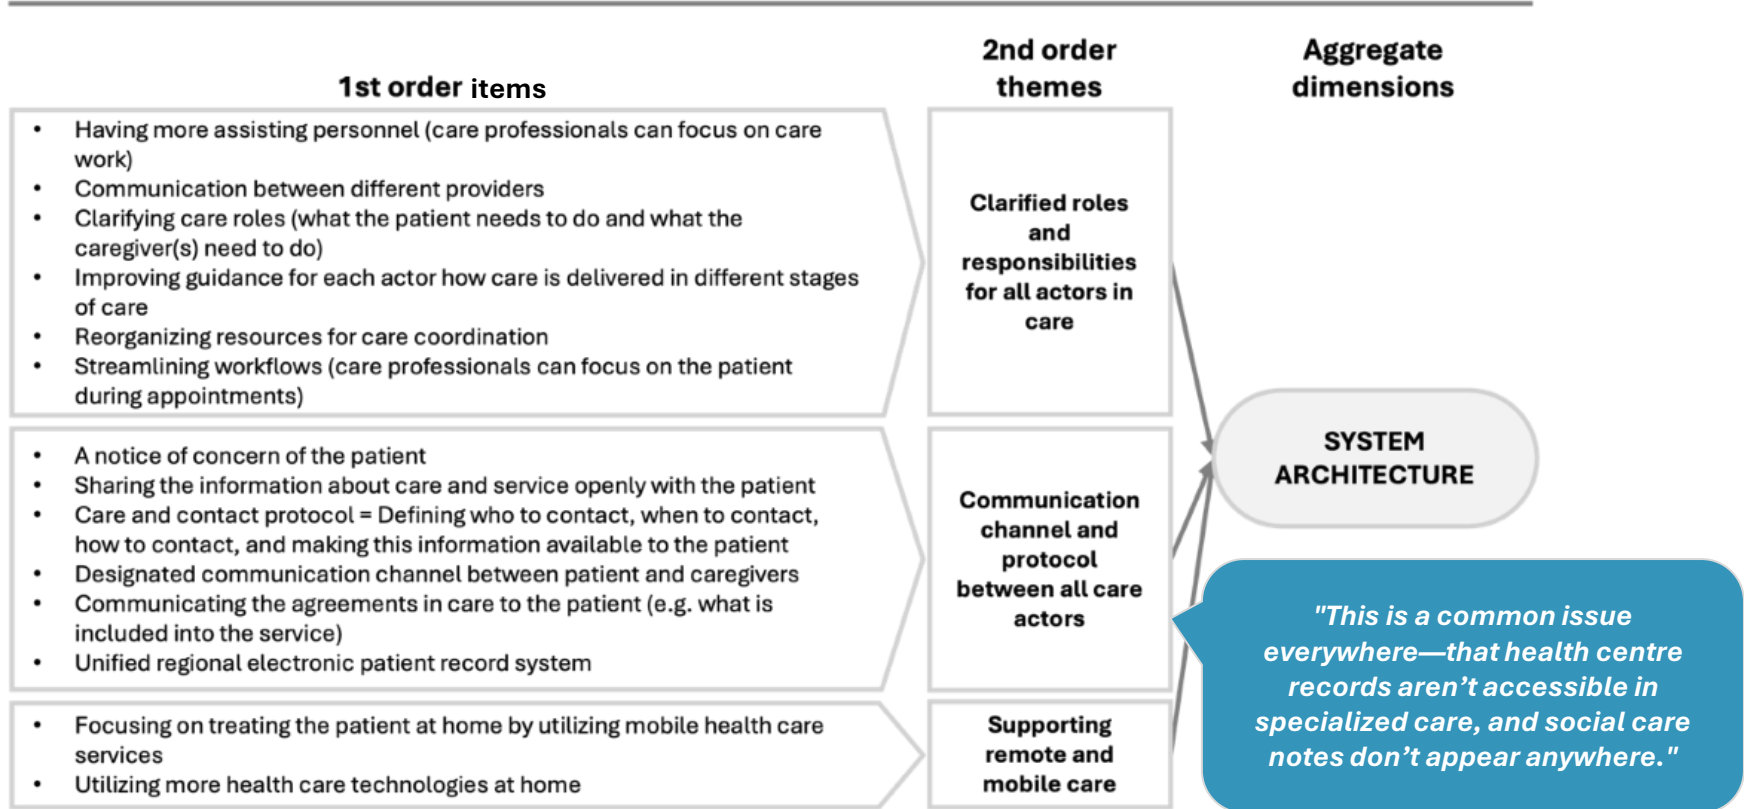 1st order items
2nd order
themes
Aggregate
dimensions
• Having more assisting personnel (care professionals can focus on care
work)
• Communication between different providers
• Clarifying care roles (what the patient needs to do and what the
caregiver(s) need to do)
• Improving guidance for each actor how care is delivered in different stages
of care
• Reorganizing resources for care coordination
• Streamlining workflows (care professionals can focus on the patient
during appointments)
Clarified roles
and
responsibilities
for all actors in
care
• A notice of concern of the patient
• Sharing the information about care and service openly with the patient
• Care and contact protocol = Defining who to contact, when to contact,
how to contact, and making this information available to the patient
• Designated communication channel between patient and caregivers
• Communicating the agreements in care to the patient (e.g. what is
included into the service)
• Unified regional electronic patient record system
Communication
channel and
protocol
between all care
actors
• Focusing on treating the patient at home by utilizing mobile health care
services
• Utilizing more health care technologies at home
Supporting
remote and
mobile care
SYSTEM
ARCHITECTURE
"This is a common issue
everywhere—that health centre
records aren’t accessible in
specialized care, and social care
notes don’t appear anywhere."